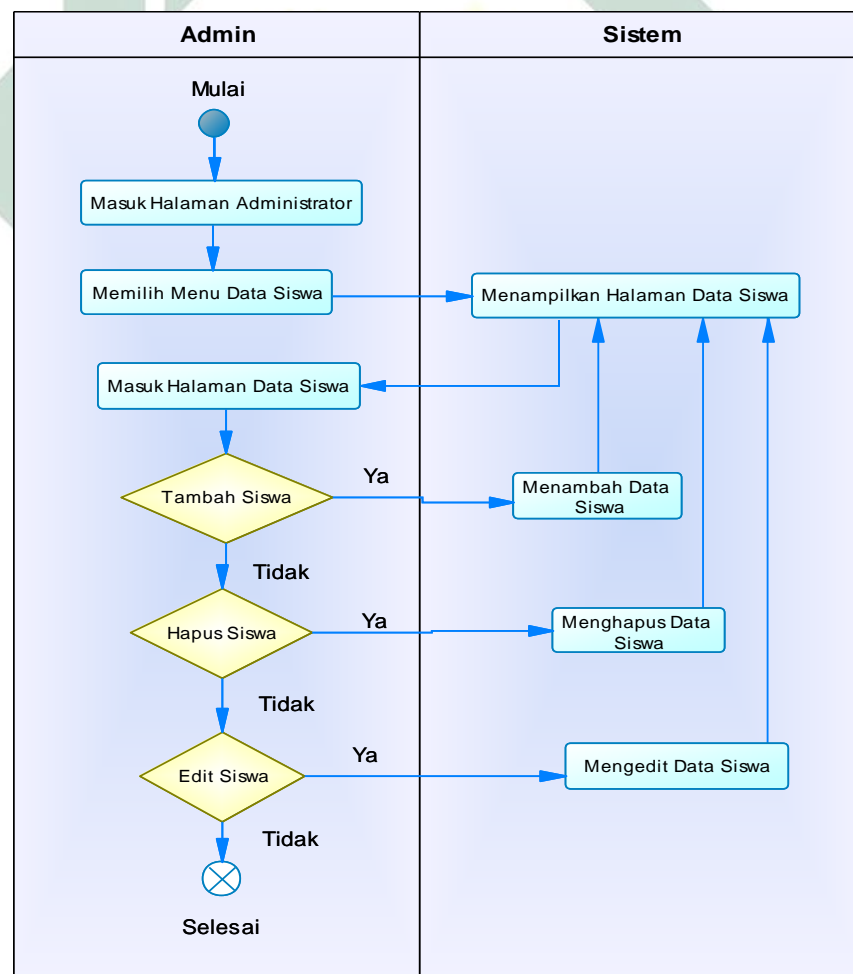 Admin
Sistem
Mulai
Masuk Halaman Administrator
Memilih Menu Data Siswa
Menampilkan Halaman Data Siswa
Masuk Halaman Data Siswa
Tambah Siswa
Ya
Menambah Data
Siswa
Tidak
Hapus Siswa
Ya
Menghapus Data
Siswa
Tidak
Edit Siswa
Ya
Mengedit Data Siswa
Tidak
Selesai